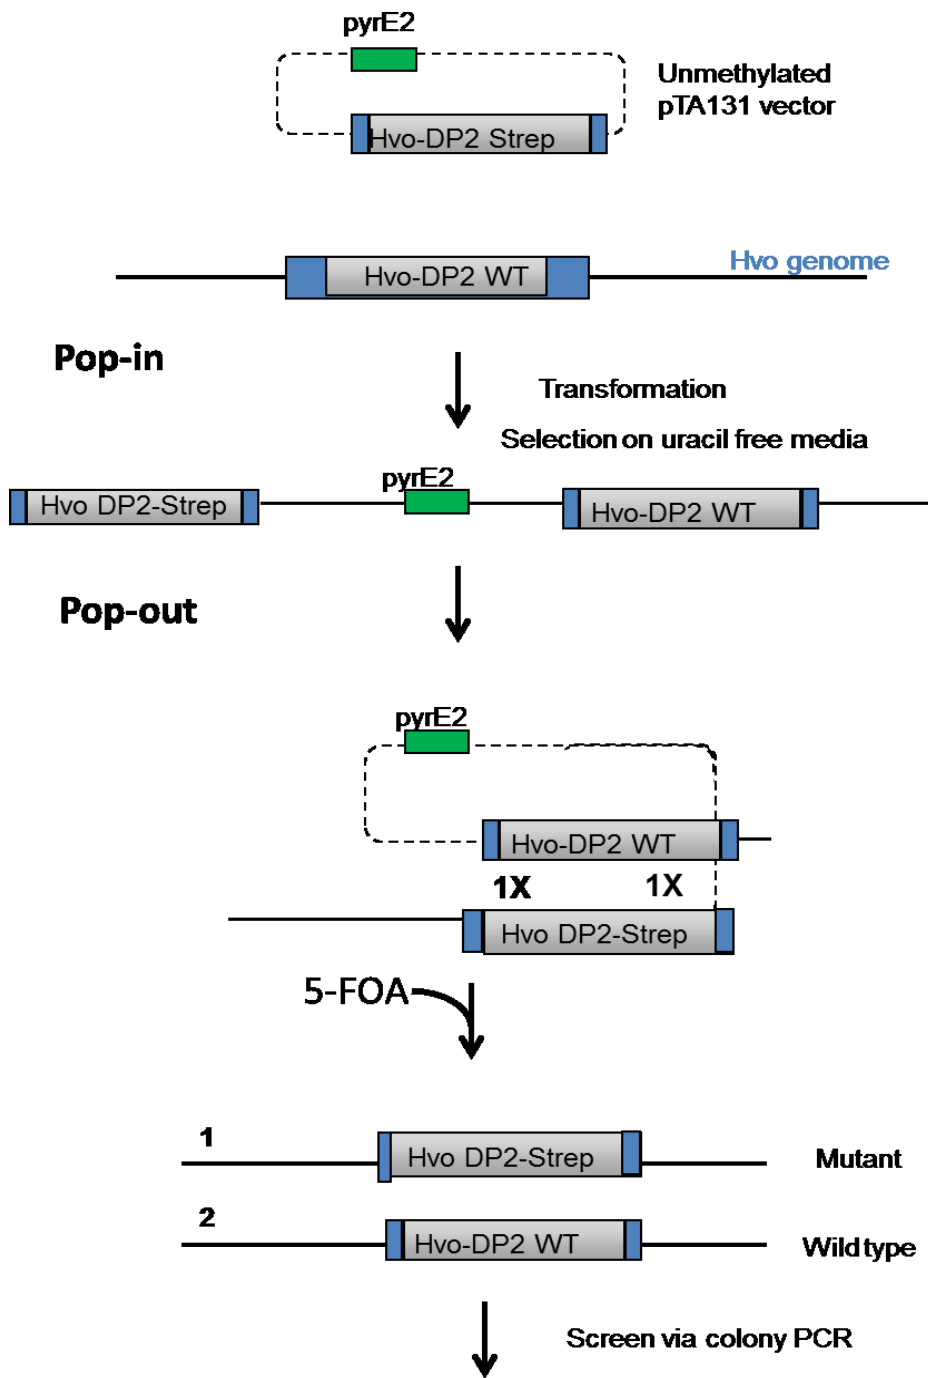 pyrE2
Unmethylated
pTA131 vector
Hvo-DP2 Strep
Hvo genome
Hvo-DP2 WT
Pop-in
Transformation
Selection on uracil free media
pyrE2
Hvo DP2-Strep
Hvo-DP2 WT
Pop-out
pyrE2
Hvo-DP2 WT
1X 1X
Hvo DP2-Strep
5-FOA
1
Hvo DP2-Strep
Mutant
2
Hvo-DP2 WT
Wild type
Screen via colony PCR